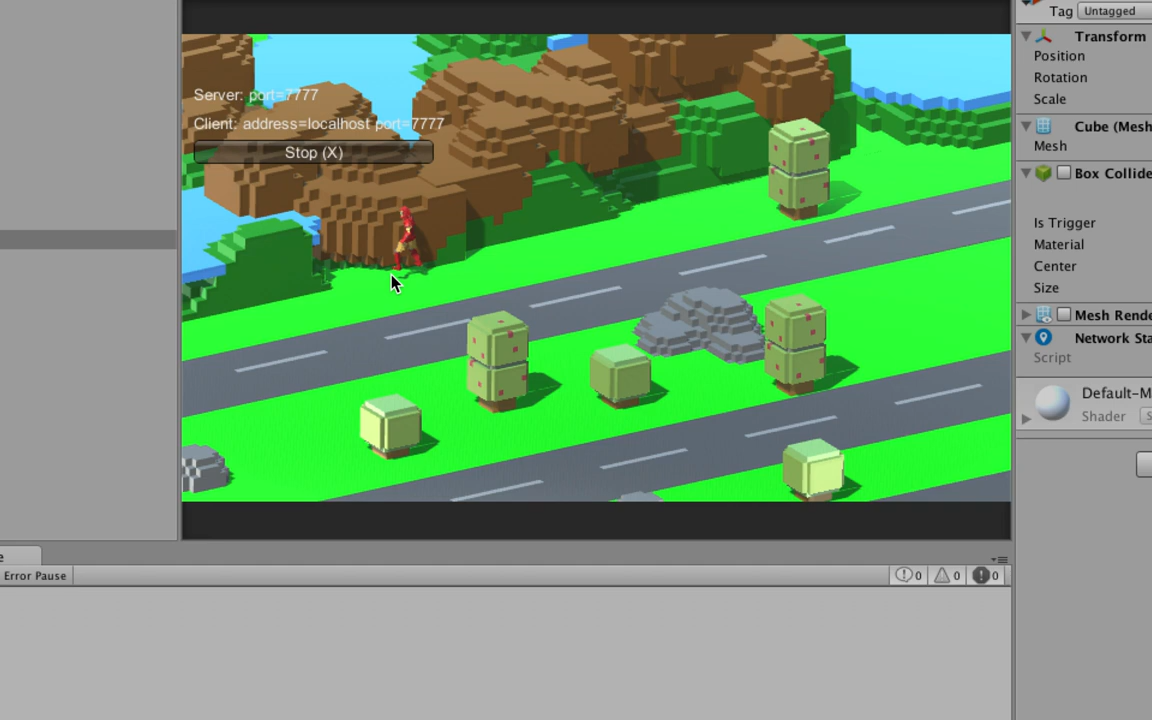 Tag Untagged
Transform
Position
Rotation
Scale
Cube (Mesh
Mesh
Box Collide
Is Trigger
Material
Center
Size
Mesh Rende
Network Sta
Script
Default-M
Shader S
Server: port=7777
Client: address=localhost port=7777
Stop (X)
e
Error Pause
0 0 0